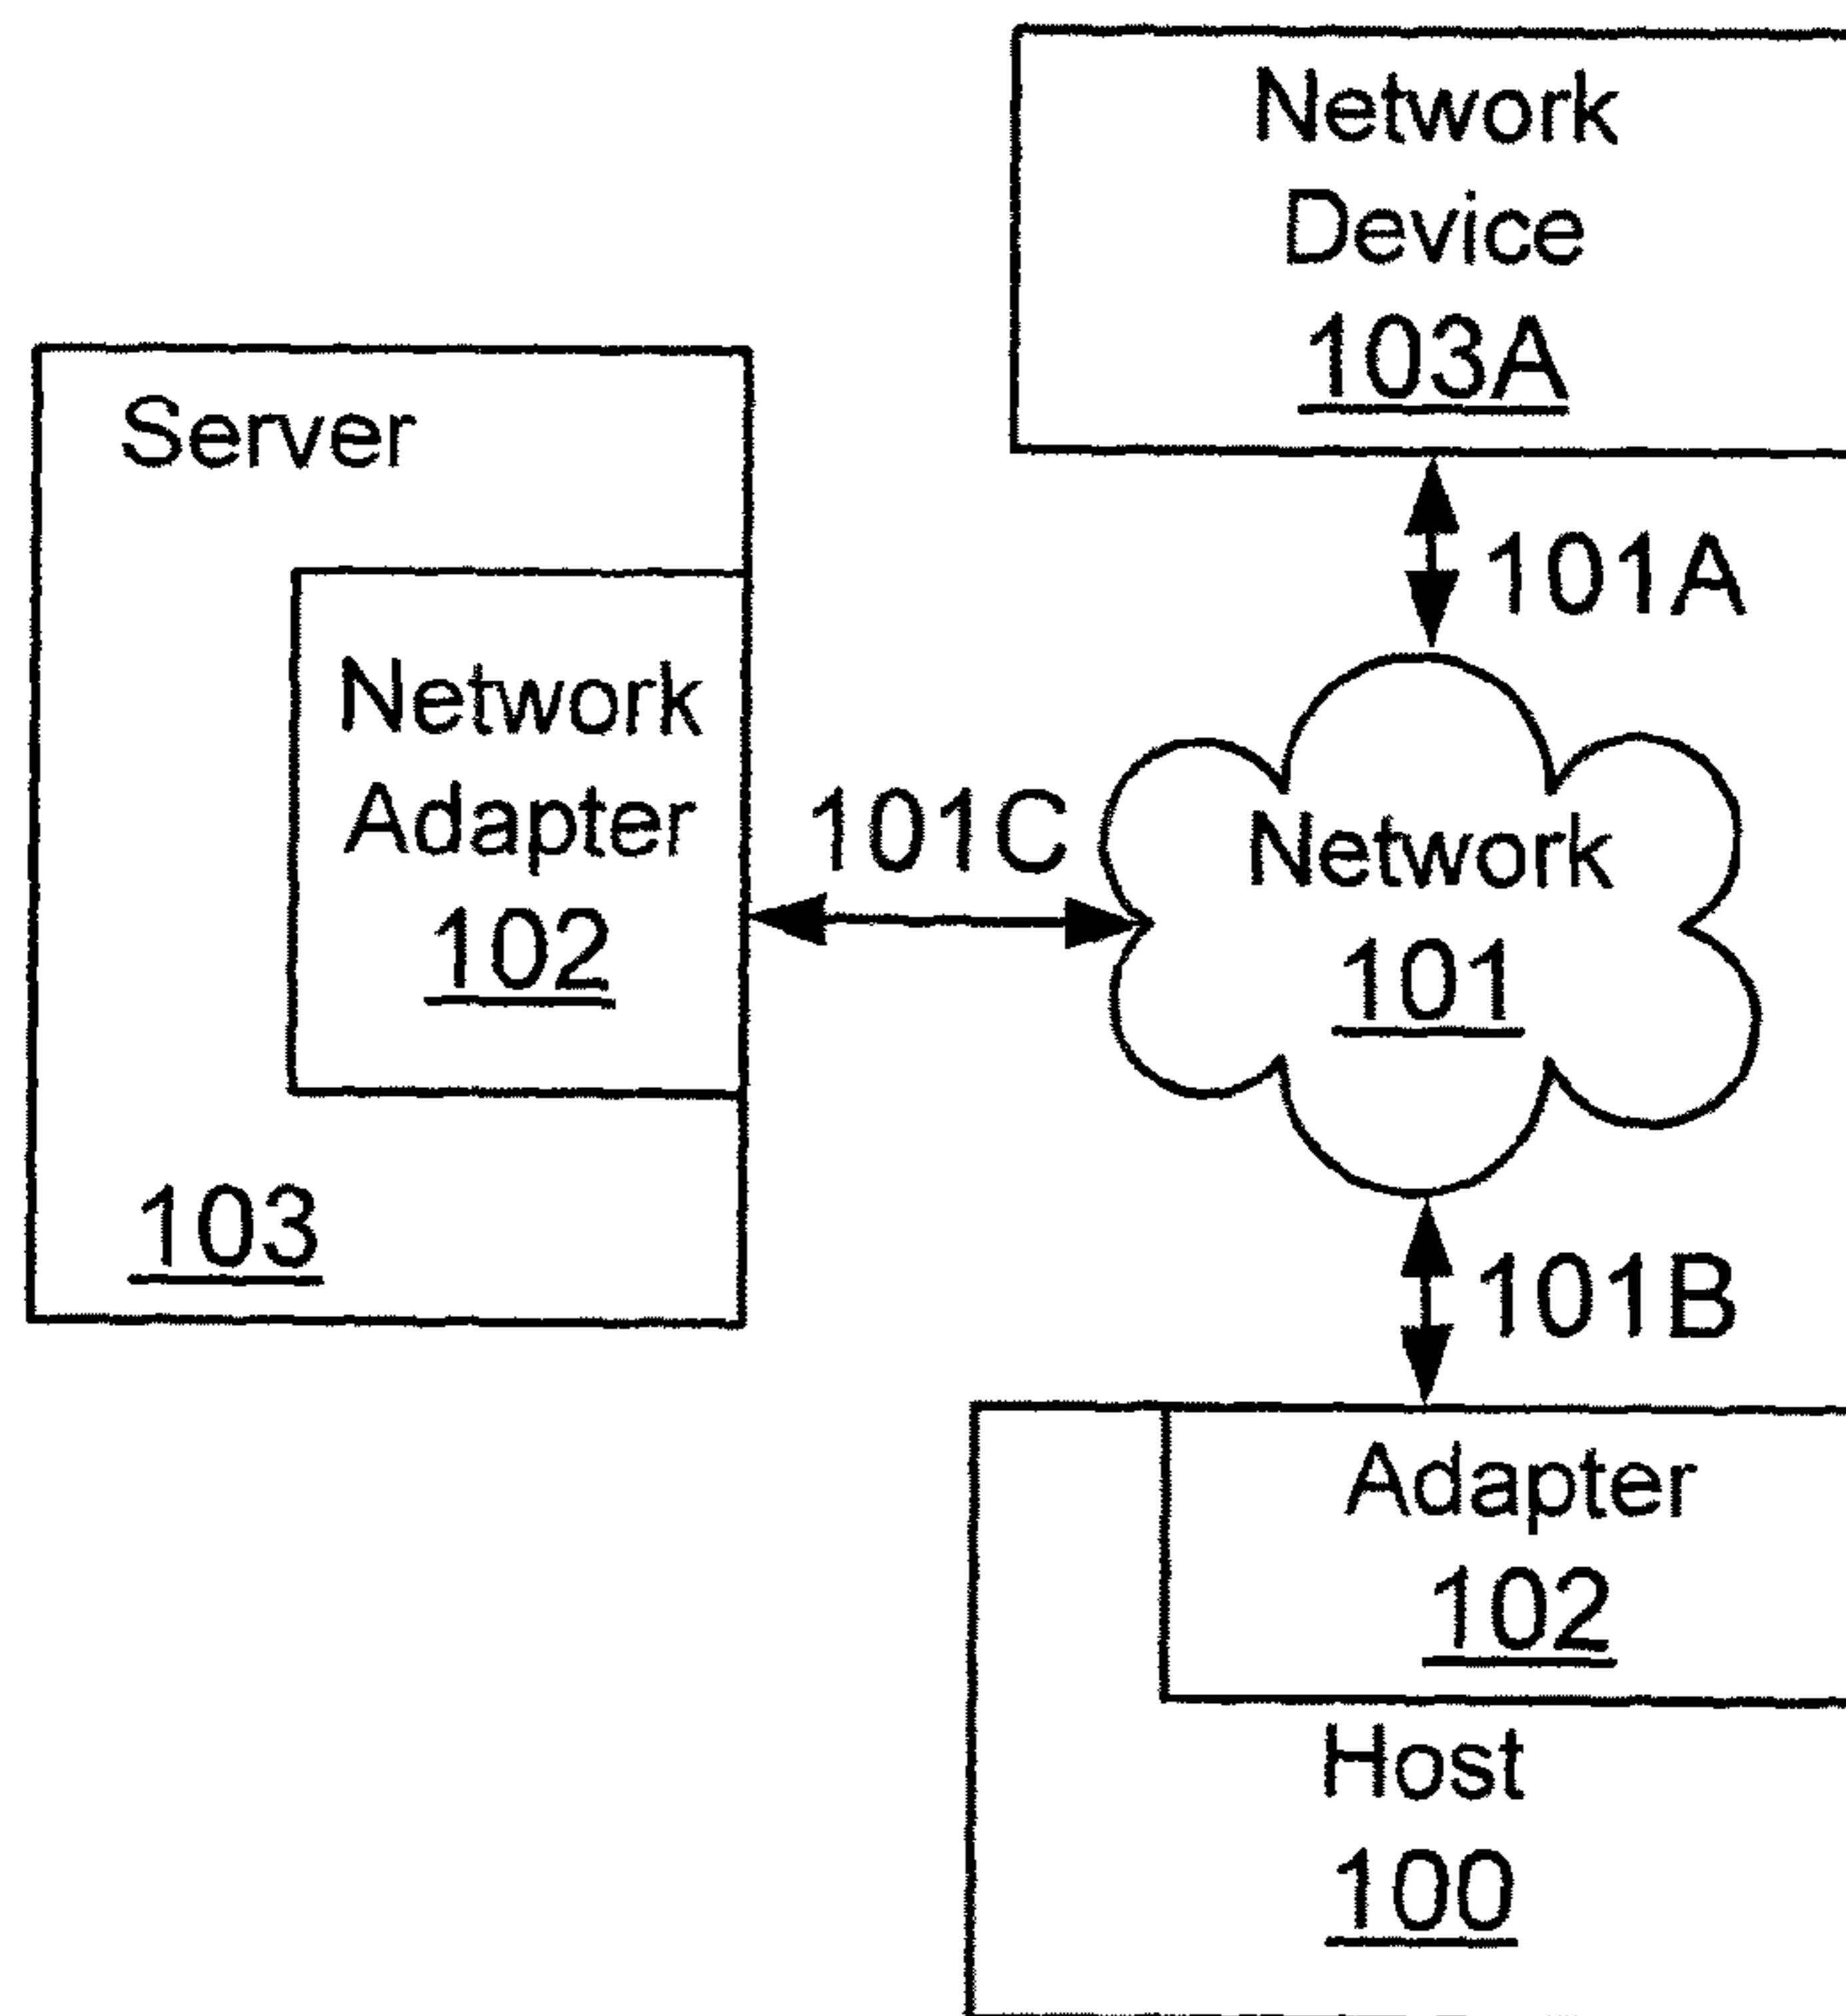 Network
Device
103A
Server
101A
Network
Adapter
102
101C
Network
101
103
101B
Adapter
102
Host
100